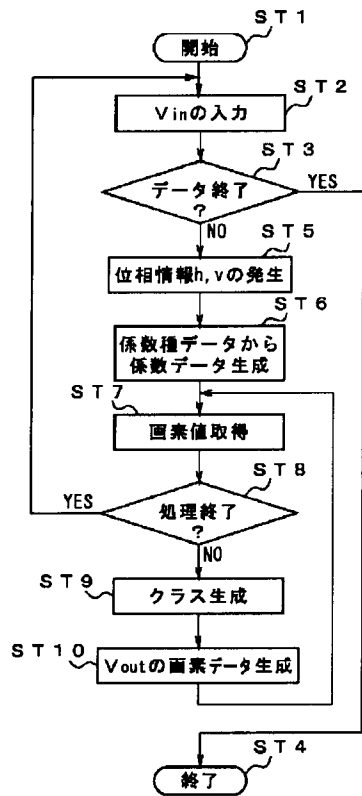 ST1
開始
ST2
Vinの入力
ST3
データ終了
?
YES
NO
ST5
位相情報h,vの発生
ST6
係数種データから
係数データ生成
ST7
画素値取得
ST8
YES
処理終了
?
NO
ST9
クラス生成
ST10
Voutの画素データ生成
ST4
終了